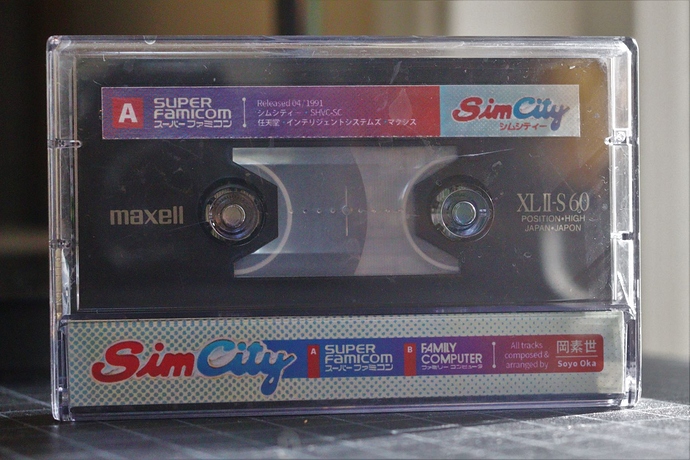 A
SUPER
FAMICOM
スーパーファミコン
Released 04/1991
シムシティー・SHVC-SC
任天堂・インテリジェントシステムズ・マクシス
SimCity
シムシティー
maxell
XLII-S 60
POSITION•HIGH
JAPAN•JAPON
SimCity
A
SUPER
FAMICOM
スーパーファミコン
B
FAMILY
COMPUTER
ファミリーコンピュータ
All tracks
composed &
arranged by
岡素世
Soyo Oka